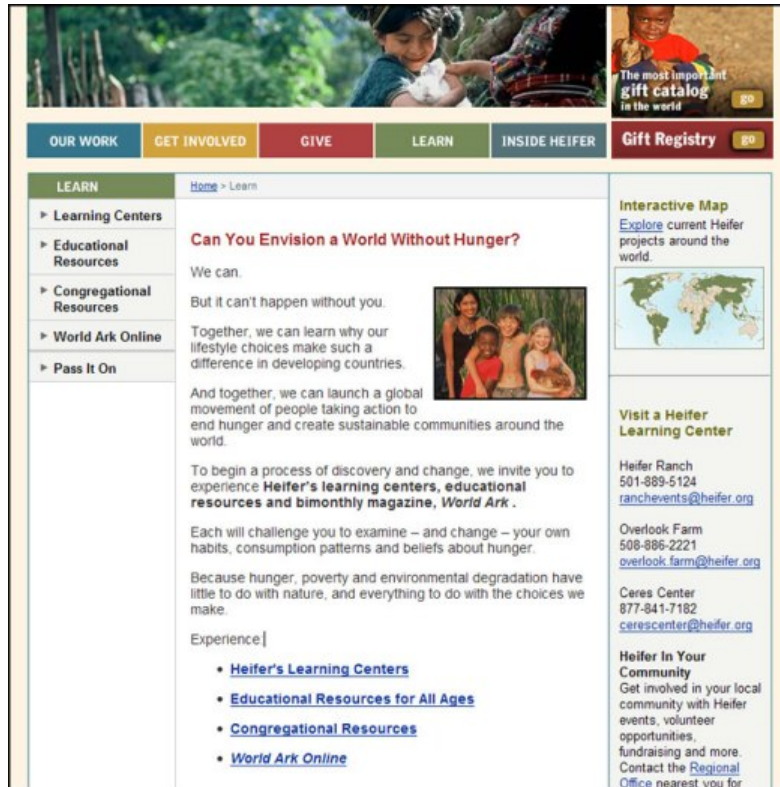 The most important
gift catalog
in the world
go
OUR WORK
GET INVOLVED
GIVE
LEARN
INSIDE HEIFER
Gift Registry
go
LEARN
Learning Centers
Educational
Resources
Congregational
Resources
World Ark Online
Pass It On
Home > Learn
Can You Envision a World Without Hunger?
We can.
But it can't happen without you.
Together, we can learn why our
lifestyle choices make such a
difference in developing countries.
And together, we can launch a global
movement of people taking action to
end hunger and create sustainable communities around the
world.
To begin a process of discovery and change, we invite you to
experience Heifer's learning centers, educational
resources and bimonthly magazine, World Ark .
Each will challenge you to examine – and change – your own
habits, consumption patterns and beliefs about hunger.
Because hunger, poverty and environmental degradation have
little to do with nature, and everything to do with the choices we
make.
Experience:
• Heifer's Learning Centers
• Educational Resources for All Ages
• Congregational Resources
• World Ark Online
Interactive Map
Explore current Heifer
projects around the
world.
Visit a Heifer
Learning Center
Heifer Ranch
501-889-5124
ranchevents@heifer.org
Overlook Farm
508-886-2221
overlook.farm@heifer.org
Ceres Center
877-841-7182
cerescenter@heifer.org
Heifer In Your
Community
Get involved in your local
community with Heifer
events, volunteer
opportunities,
fundraising and more.
Contact the Regional
Office nearest you for